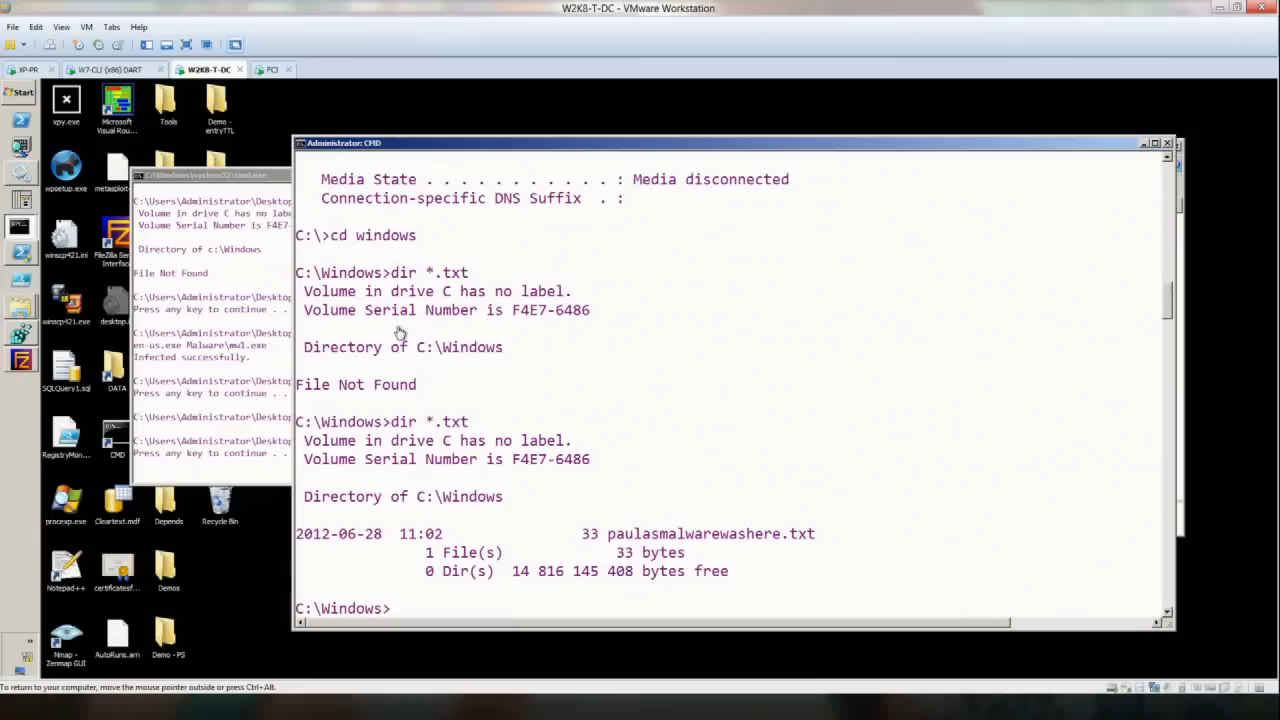 W2K8-T-DC - VMware Workstation
File Edit View VM Tabs Help
XP-PR W7-CLI (x86) DART W2K8-T-DC FCI
Start
xpy.exe
Microsoft Visual Rou...
Tools
Demo - entryTTL
wpsetup.exe
metasploit
winscp421.ini
FileZilla Ser
Interface
winscp421.exe
desktop.
SQLQuery1.sql
DATA
RegistryMon...
CMD
procexp.exe
Cleartext.mdf
Depends
Recycle Bin
Notepad++
certificatesf...
Demos
Nmap - Zenmap GUI
AutoRuns.arn
Demo - PS
C:\Windows\system32\cmd.exe
C:\Users\Administrator\Desktop
Volume in drive C has no labe
Volume Serial Number is F4E7-
Directory of c:\Windows
File Not Found
C:\Users\Administrator\Desktop
Press any key to continue . .
C:\Users\Administrator\Desktop
en-us.exe Malware\mw1.exe
Infected successfully.
C:\Users\Administrator\Desktop
Press any key to continue . .
C:\Users\Administrator\Desktop
C:\Users\Administrator\Desktop
Press any key to continue . .
Administrator: CMD
Media State . . . . . . . . . . . : Media disconnected
Connection-specific DNS Suffix . :
C:\>cd windows
C:\Windows>dir *.txt
Volume in drive C has no label.
Volume Serial Number is F4E7-6486
Directory of C:\Windows
File Not Found
C:\Windows>dir *.txt
Volume in drive C has no label.
Volume Serial Number is F4E7-6486
Directory of C:\Windows
2012-06-28 11:02 33 paulasmalwarewashere.txt
1 File(s) 33 bytes
0 Dir(s) 14 816 145 408 bytes free
C:\Windows>
To return to your computer, move the mouse pointer outside or press Ctrl+Alt.